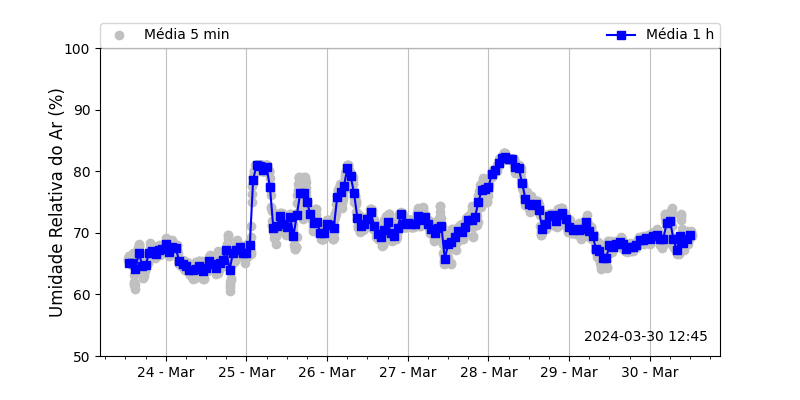 Média 5 min
Média 1 h
100
90
80
70
60
50
Umidade Relativa do Ar (%)
2024-03-30 12:45
24 - Mar
25 - Mar
26 - Mar
27 - Mar
28 - Mar
29 - Mar
30 - Mar